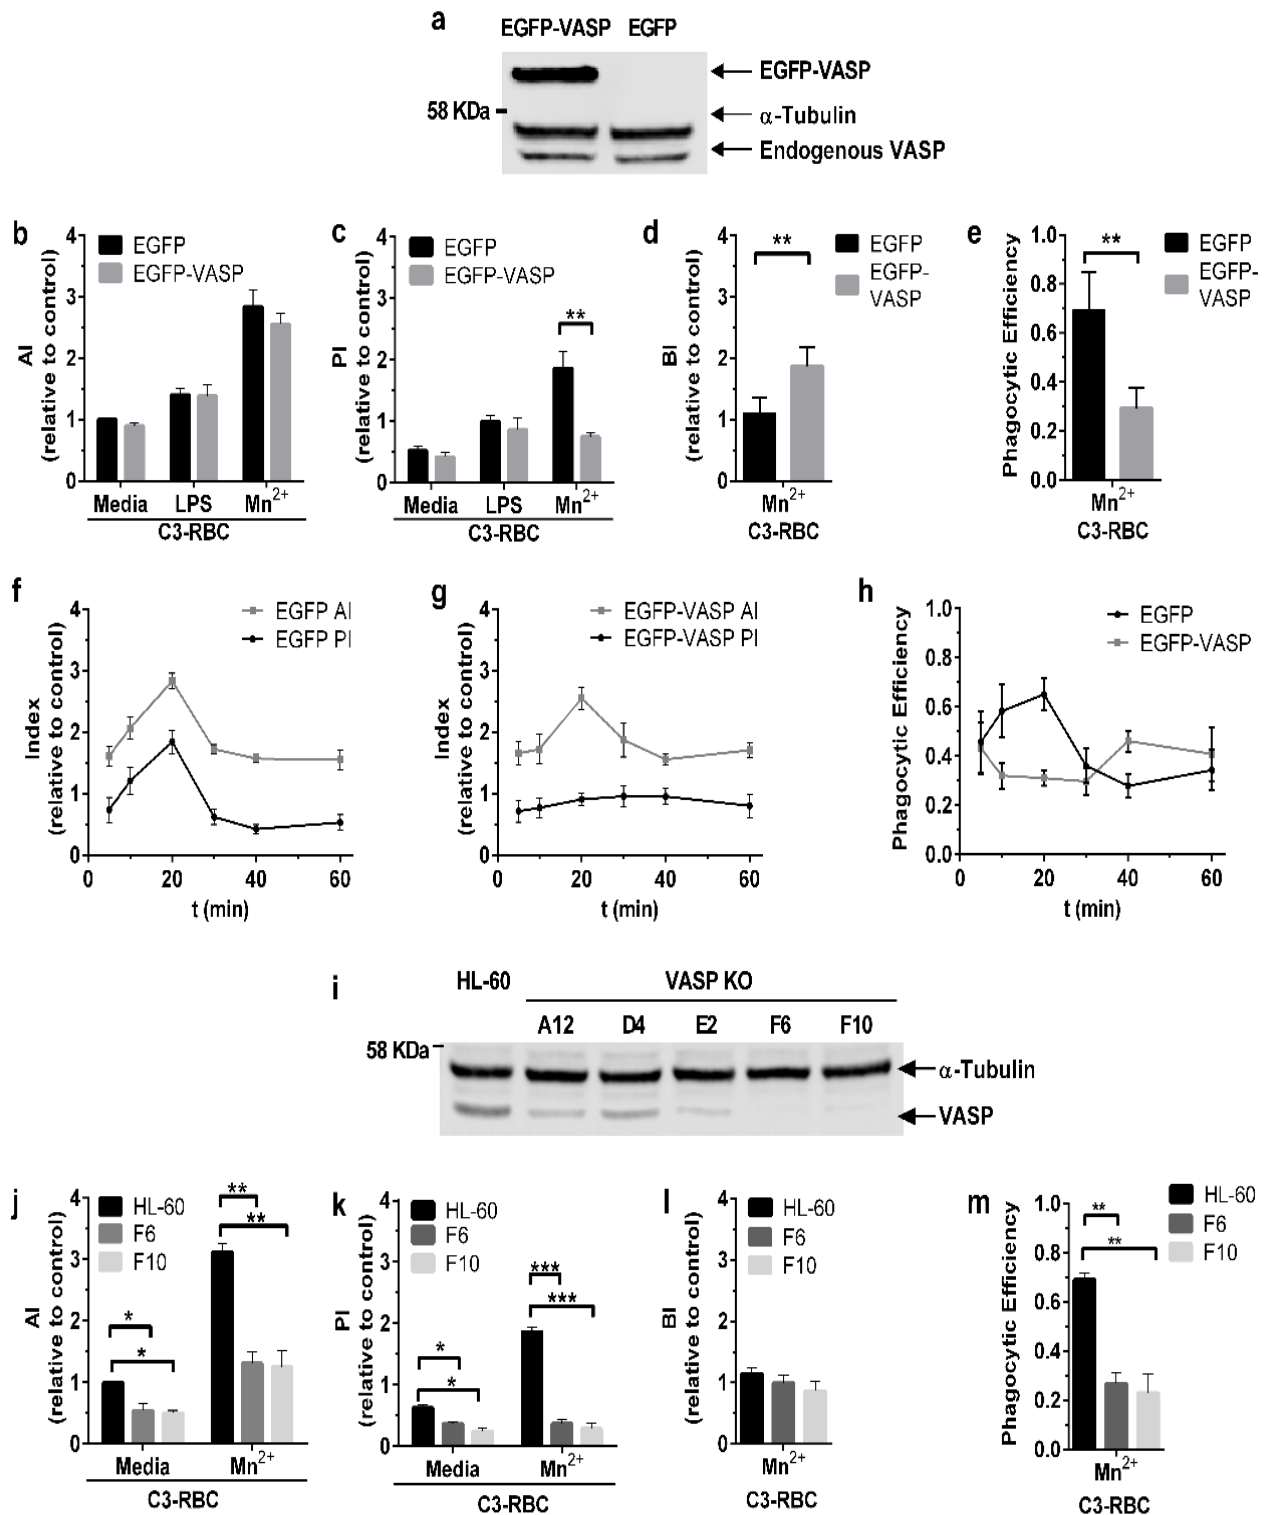 a
EGFP-VASP EGFP
EGFP-VASP
58 KDa
α-Tubulin
Endogenous VASP
b
AI
(relative to control)
4
3
2
1
0
EGFP
EGFP-VASP
Media LPS Mn2+
C3-RBC
c
PI
(relative to control)
4
3
2
1
0
EGFP
EGFP-VASP
**
Media LPS Mn2+
C3-RBC
d
BI
(relative to control)
4
3
2
1
0
**
EGFP
EGFP-
VASP
Mn2+
C3-RBC
e
Phagocytic Efficiency
1.0
0.8
0.6
0.4
0.2
0.0
**
EGFP
EGFP-
VASP
Mn2+
C3-RBC
f
Index
(relative to control)
4
3
2
1
0
EGFP AI
EGFP PI
0 20 40 60
t (min)
g
Index
(relative to control)
4
3
2
1
0
EGFP-VASP AI
EGFP-VASP PI
0 20 40 60
t (min)
h
Phagocytic Efficiency
1.0
0.8
0.6
0.4
0.2
0.0
EGFP
EGFP-VASP
0 20 40 60
t (min)
i
HL-60 VASP KO
A12 D4 E2 F6 F10
58 KDa
α-Tubulin
VASP
j
AI
(relative to control)
4
3
2
1
0
HL-60
F6
F10
**
**
*
*
Media Mn2+
C3-RBC
k
PI
(relative to control)
4
3
2
1
0
HL-60
F6
F10
***
***
*
*
Media Mn2+
C3-RBC
l
BI
(relative to control)
4
3
2
1
0
HL-60
F6
F10
Mn2+
C3-RBC
m
Phagocytic Efficiency
1.0
0.8
0.6
0.4
0.2
0.0
**
**
HL-60
F6
F10
Mn2+
C3-RBC